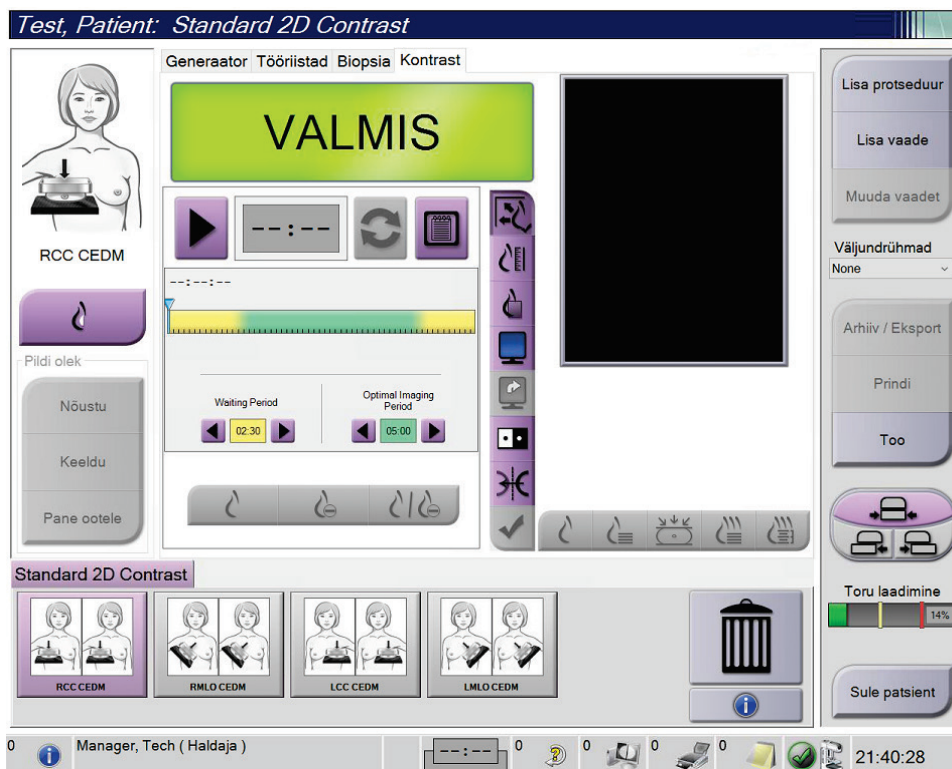 Test, Patient: Standard 2D Contrast
Generaator Tööriistad Biopsia Kontrast
VALMIS
RCC CEDM
--:--
--:--:--
Waiting Period
Optimal Imaging
Period
02:30
05:00
Pildi olek
Nõustu
Keeldu
Pane ootele
Lisa protseduur
Lisa vaade
Muuda vaadet
Väljundrühmad
None
Arhiiv / Eksport
Prindi
Too
Toru laadimine
14%
Sule patsient
Standard 2D Contrast
RCC CEDM
RMLO CEDM
LCC CEDM
LMLO CEDM
0 Manager, Tech ( Haldaja ) --:-- 0 0 0 0 21:40:28